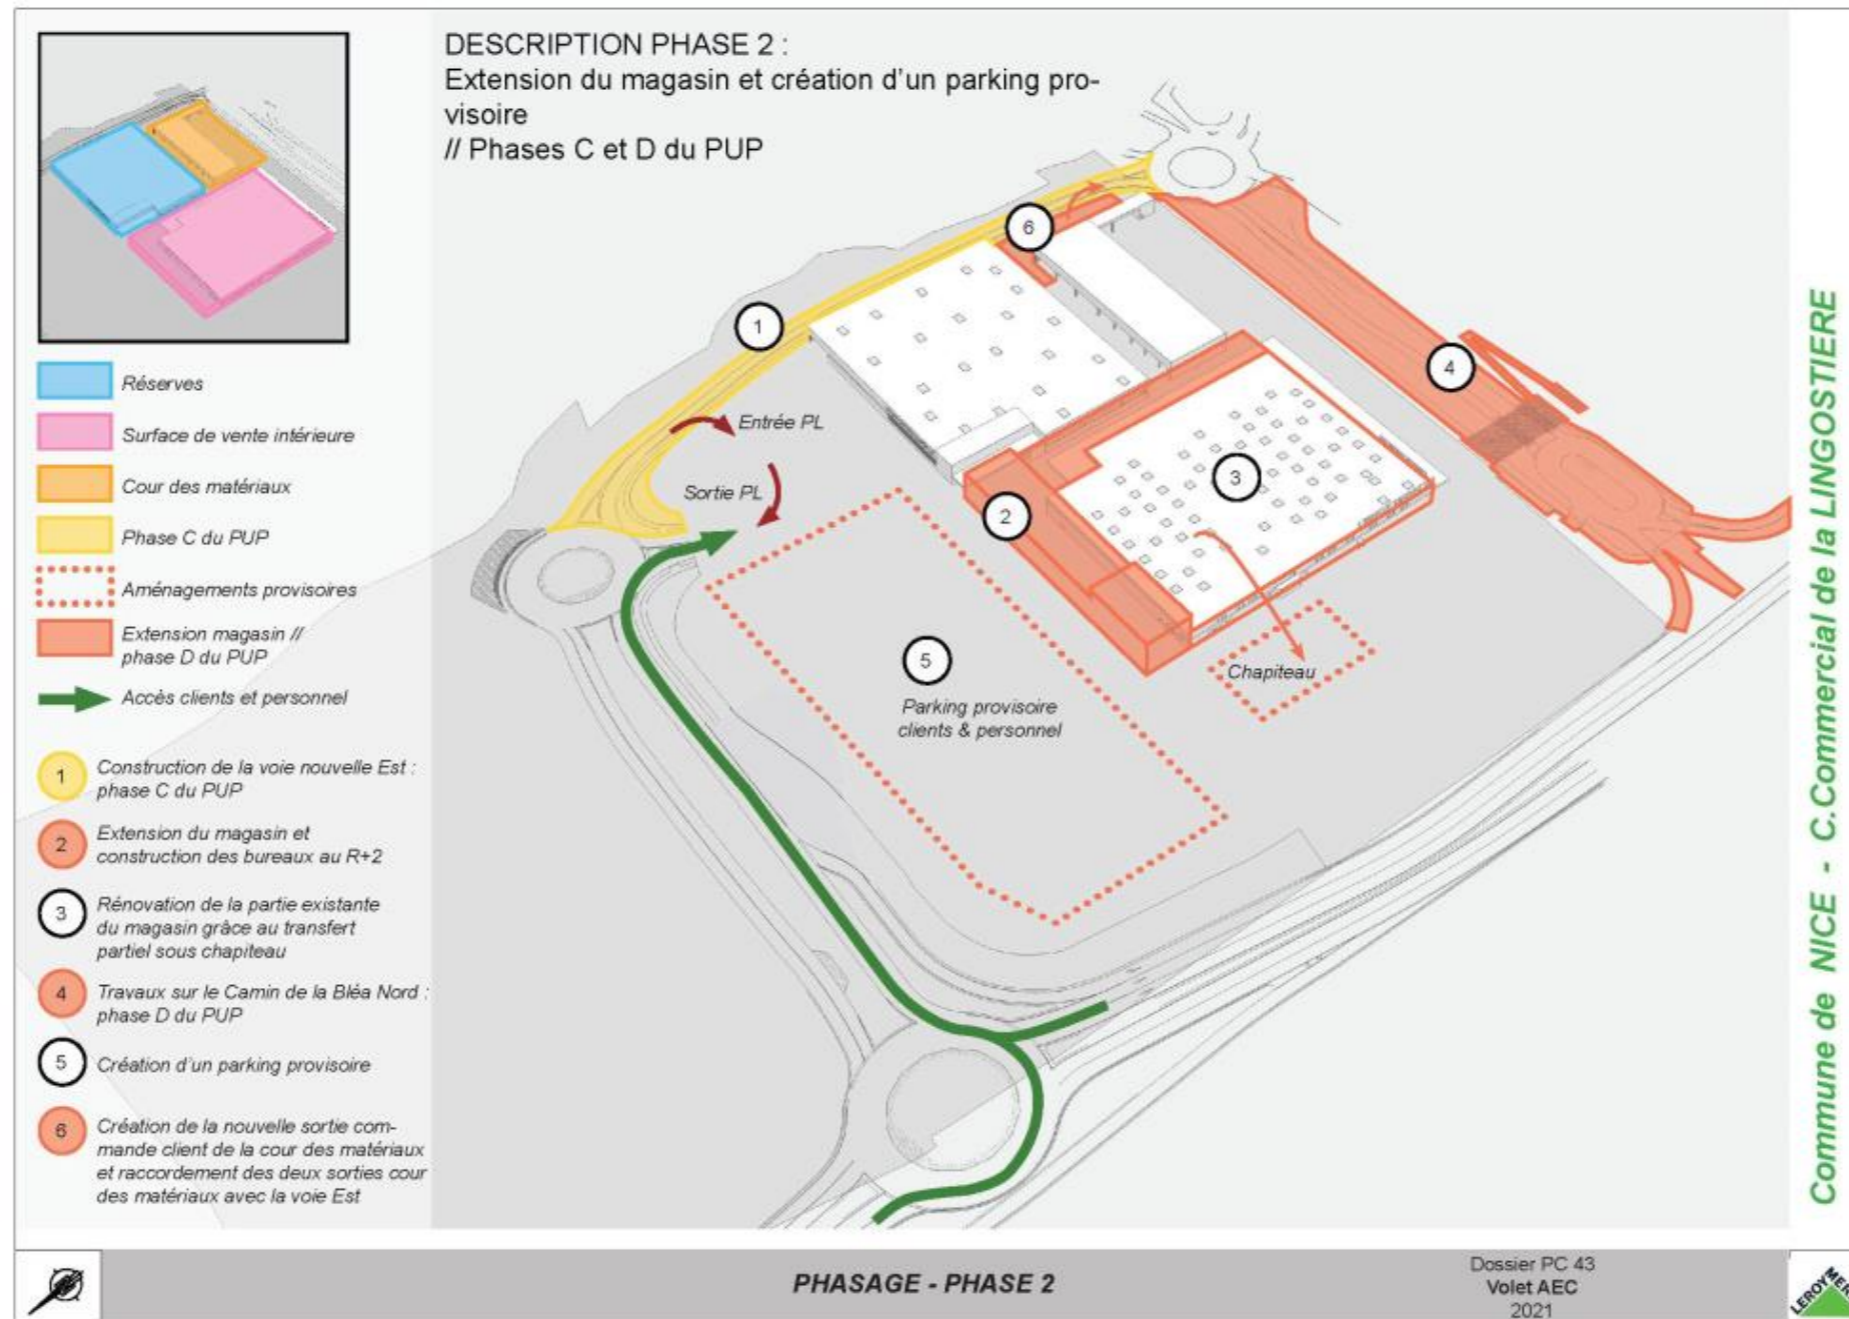 DESCRIPTION PHASE 2 :
Extension du magasin et création d'un parking pro-
visoire
// Phases C et D du PUP
Réserves
Surface de vente intérieure
Cour des matériaux
Phase C du PUP
Aménagements provisoires
Extension magasin //
phase D du PUP
Accès clients et personnel
1
Construction de la voie nouvelle Est :
phase C du PUP
2
Extension du magasin et
construction des bureaux au R+2
3
Rénovation de la partie existante
du magasin grâce au transfert
partiel sous chapiteau
4
Travaux sur le Camin de la Bléa Nord :
phase D du PUP
5
Création d'un parking provisoire
6
Création de la nouvelle sortie com-
mande client de la cour des matériaux
et raccordement des deux sorties cour
des matériaux avec la voie Est
6
1
4
Entrée PL
3
Sortie PL
2
5
Chapiteau
Parking provisoire
clients & personnel
Commune de NICE - C.Commercial de la LINGOSTIERE
PHASAGE - PHASE 2
Dossier PC 43
Volet AEC
2021
LEROY